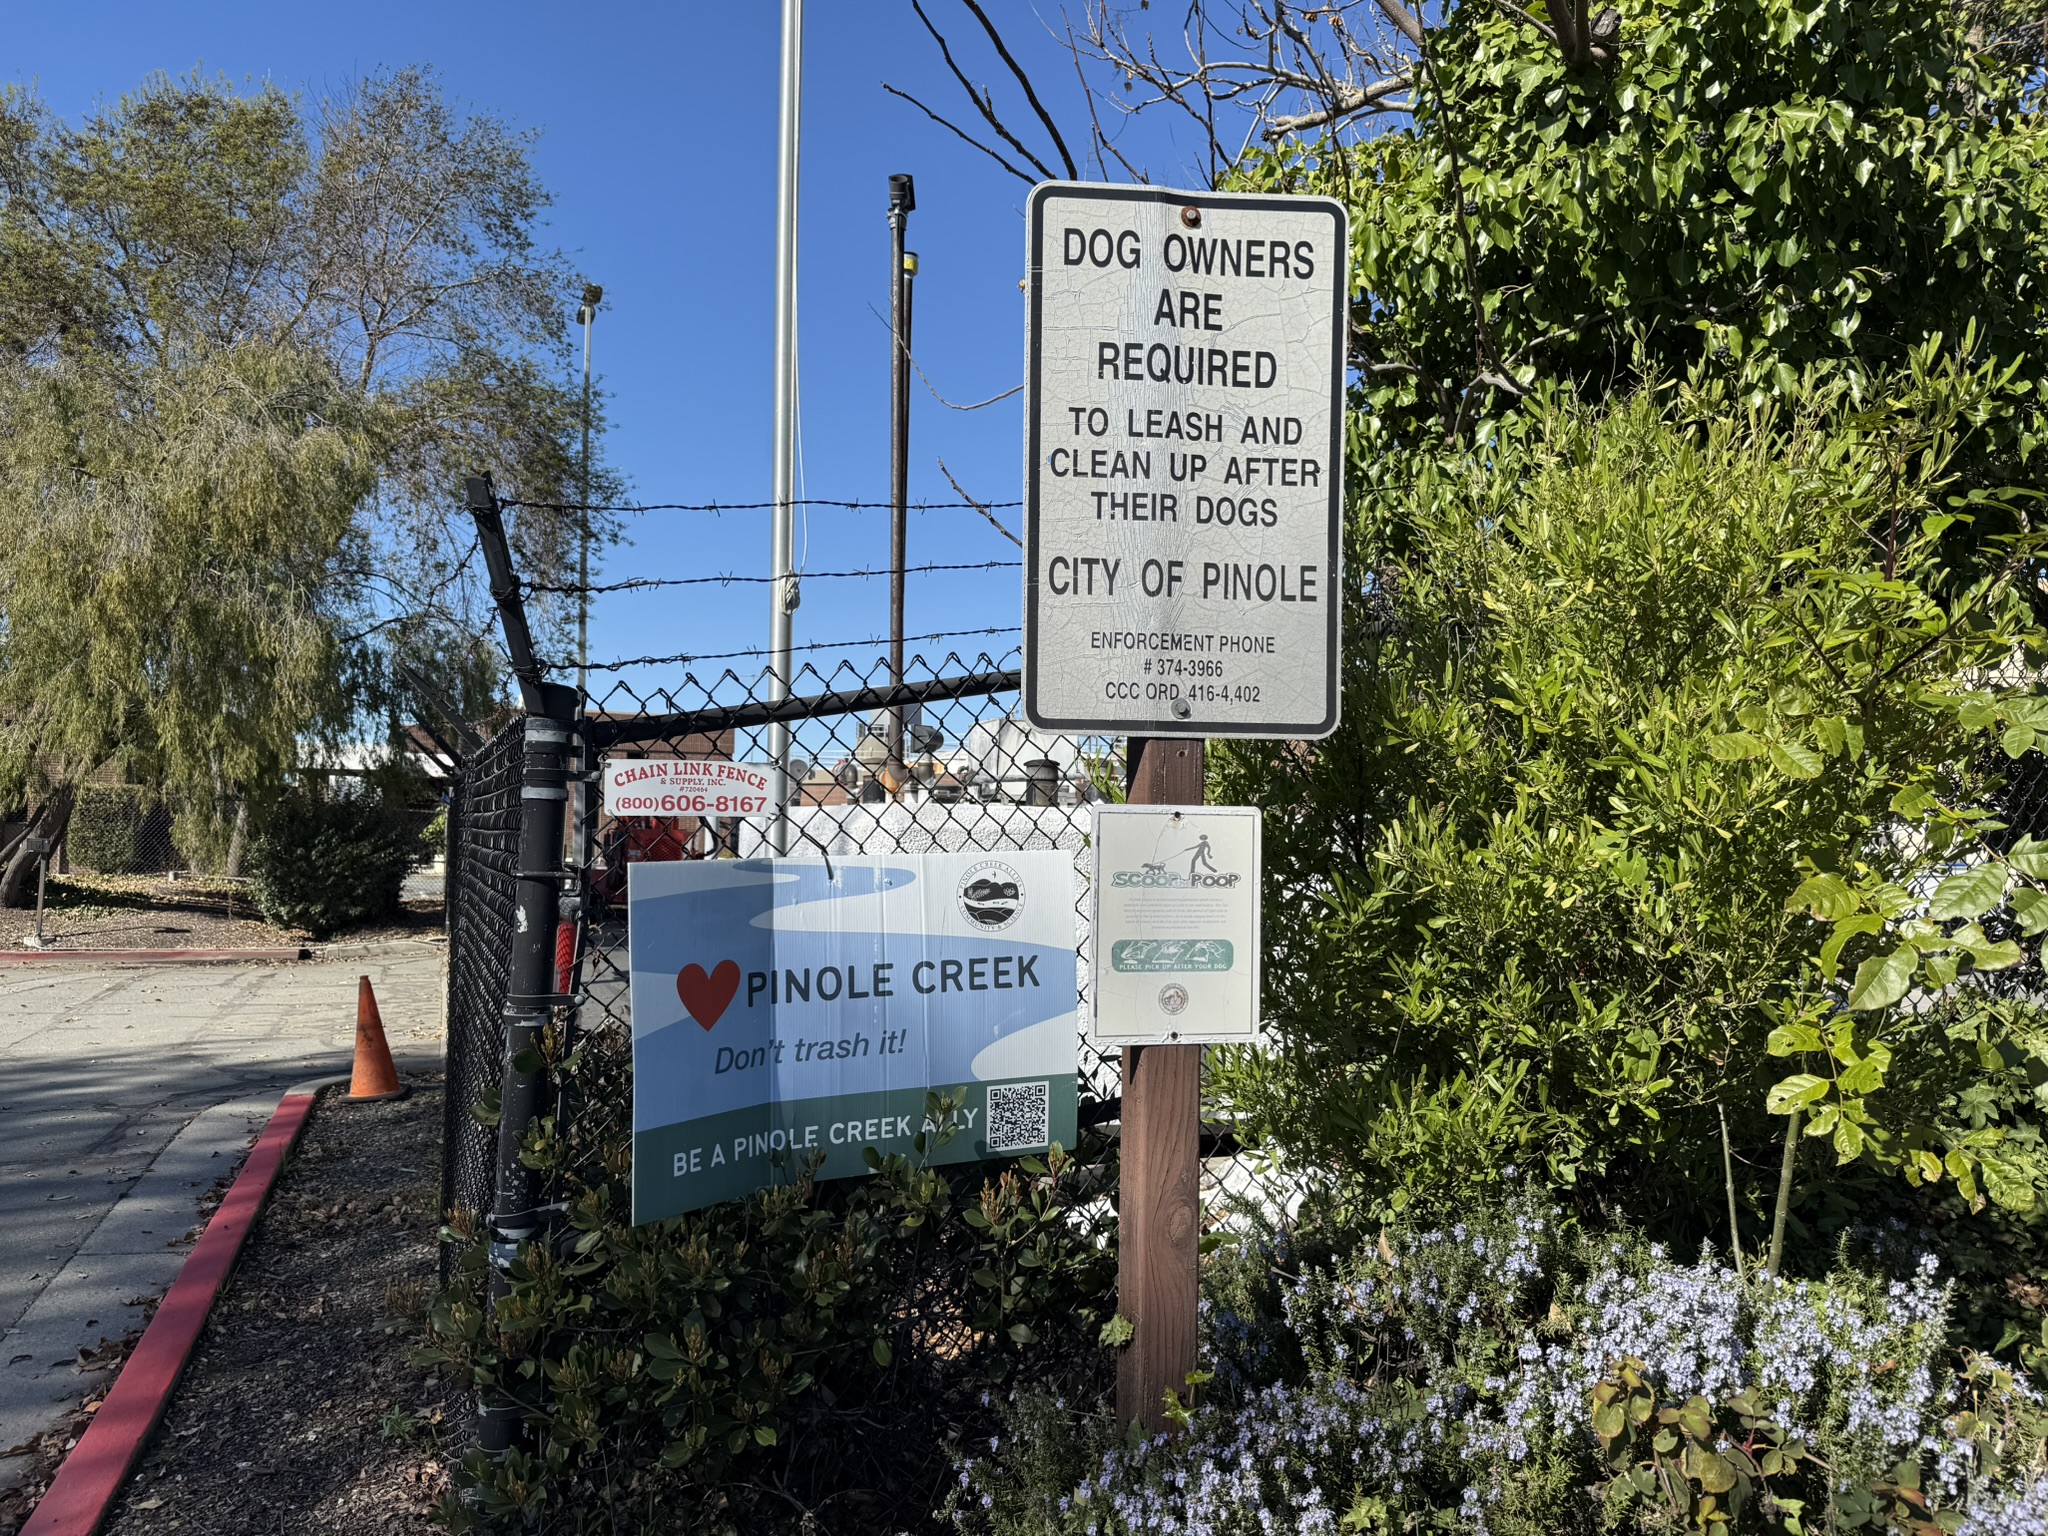 DOG OWNERS
ARE
REQUIRED
TO LEASH AND
CLEAN UP AFTER
THEIR DOGS
CITY OF PINOLE
ENFORCEMENT PHONE
# 374-3966
CCC ORD 416-4,402
CHAIN LINK FENCE
& SUPPLY, INC.
#720464
(800) 606-8167
PINOLE CREEK
Don't trash it!
BE A PINOLE CREEK ALLY
SCOOP POOP
PLEASE PICK UP AFTER YOUR DOG